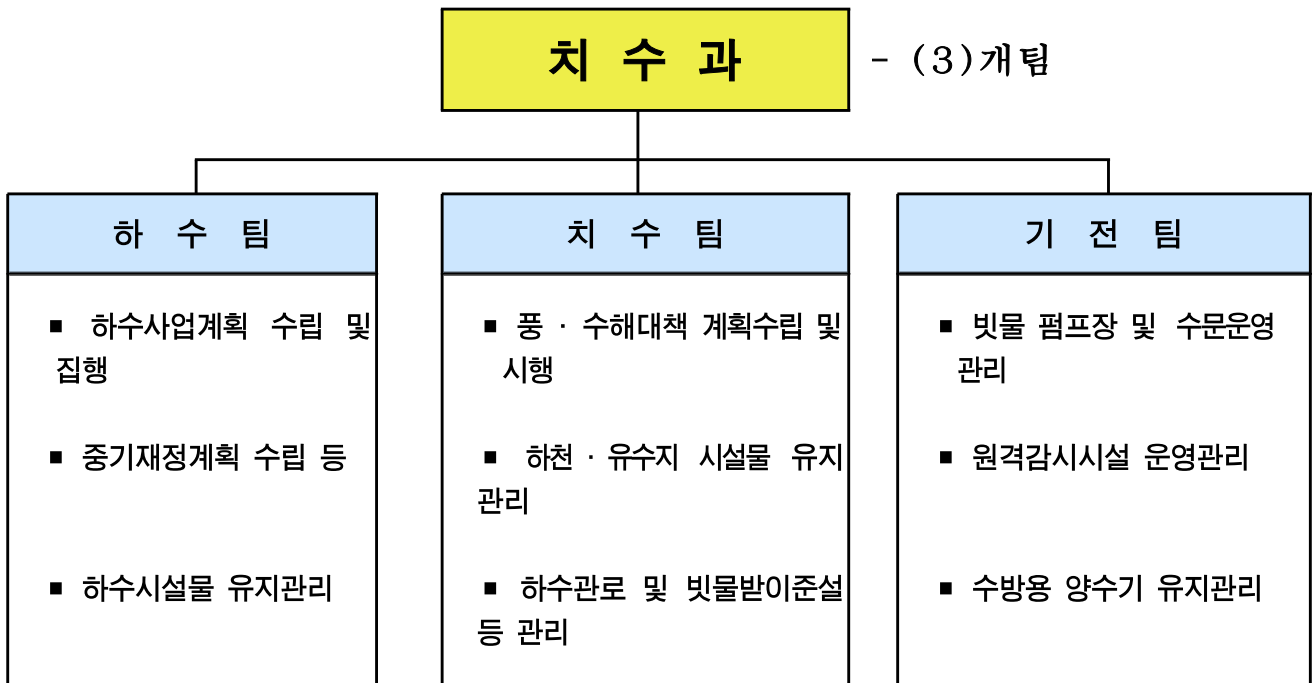 치 수 과 - (3)개팀
하 수 팀
■ 하수사업계획 수립 및
집행
■ 중기재정계획 수립 등
■ 하수시설물 유지관리
치 수 팀
■ 풍 · 수해대책 계획수립 및
시행
■ 하천 · 유수지 시설물 유지
관리
■ 하수관로 및 빗물받이준설
등 관리
기 전 팀
■ 빗물 펌프장 및 수문운영
관리
■ 원격감시시설 운영관리
■ 수방용 양수기 유지관리